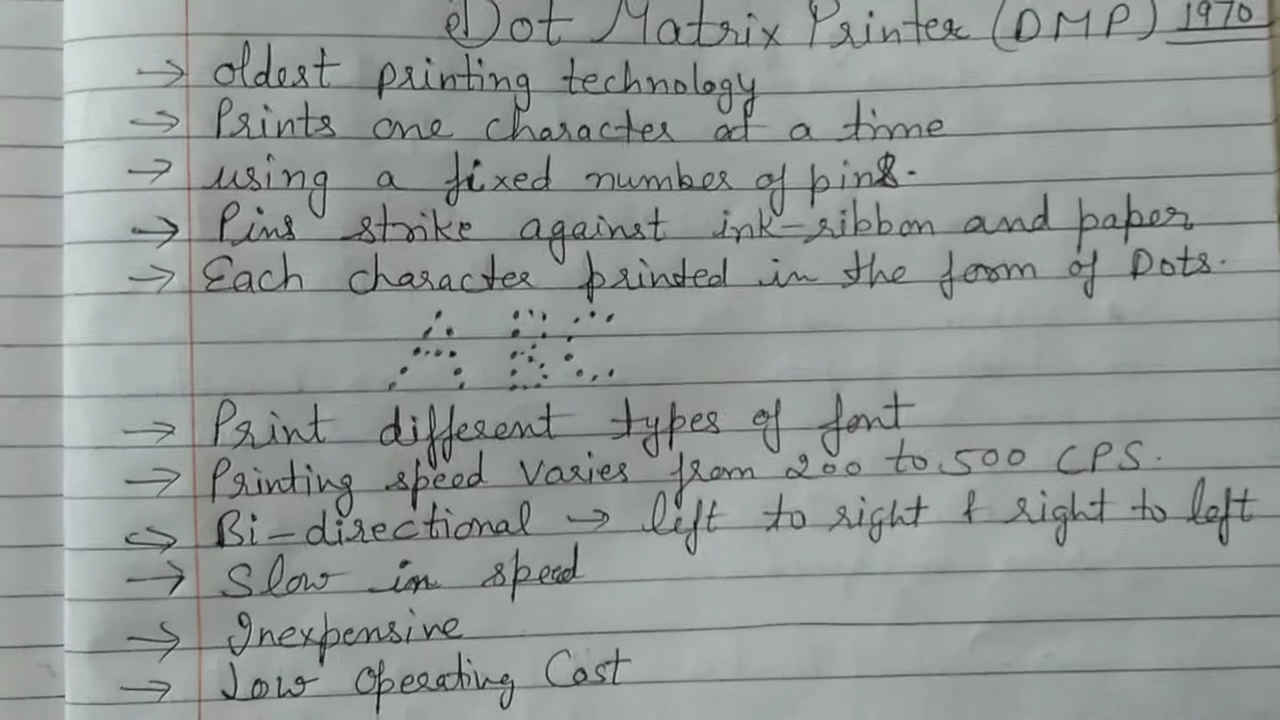 Dot Matrix Printer (DMP) 1970
→ oldest printing technology
→ Prints one character at a time
→ using a fixed number of pins.
→ Pins strike against ink-ribbon and paper
→ Each character printed in the form of Dots.
A B C
→ Print different types of font
→ Printing speed varies from 200 to 500 CPS.
→ Bi-directional → left to right & right to left
→ Slow in speed
→ Inexpensive
→ Low Operating Cost